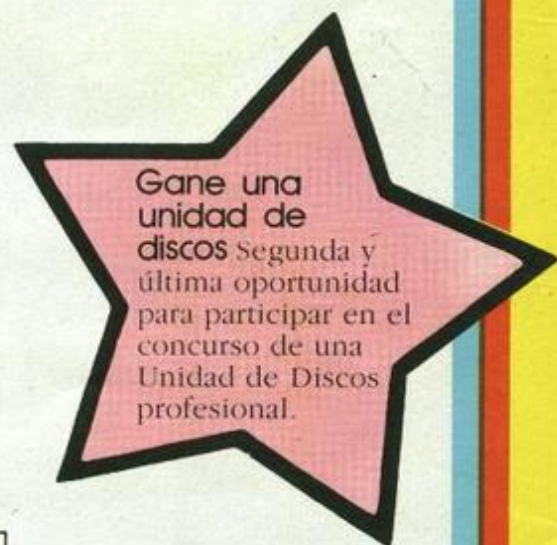 Gane una
unidad de
discos Segunda y
última oportunidad
para participar en el
concurso de una
Unidad de Discos
profesional.